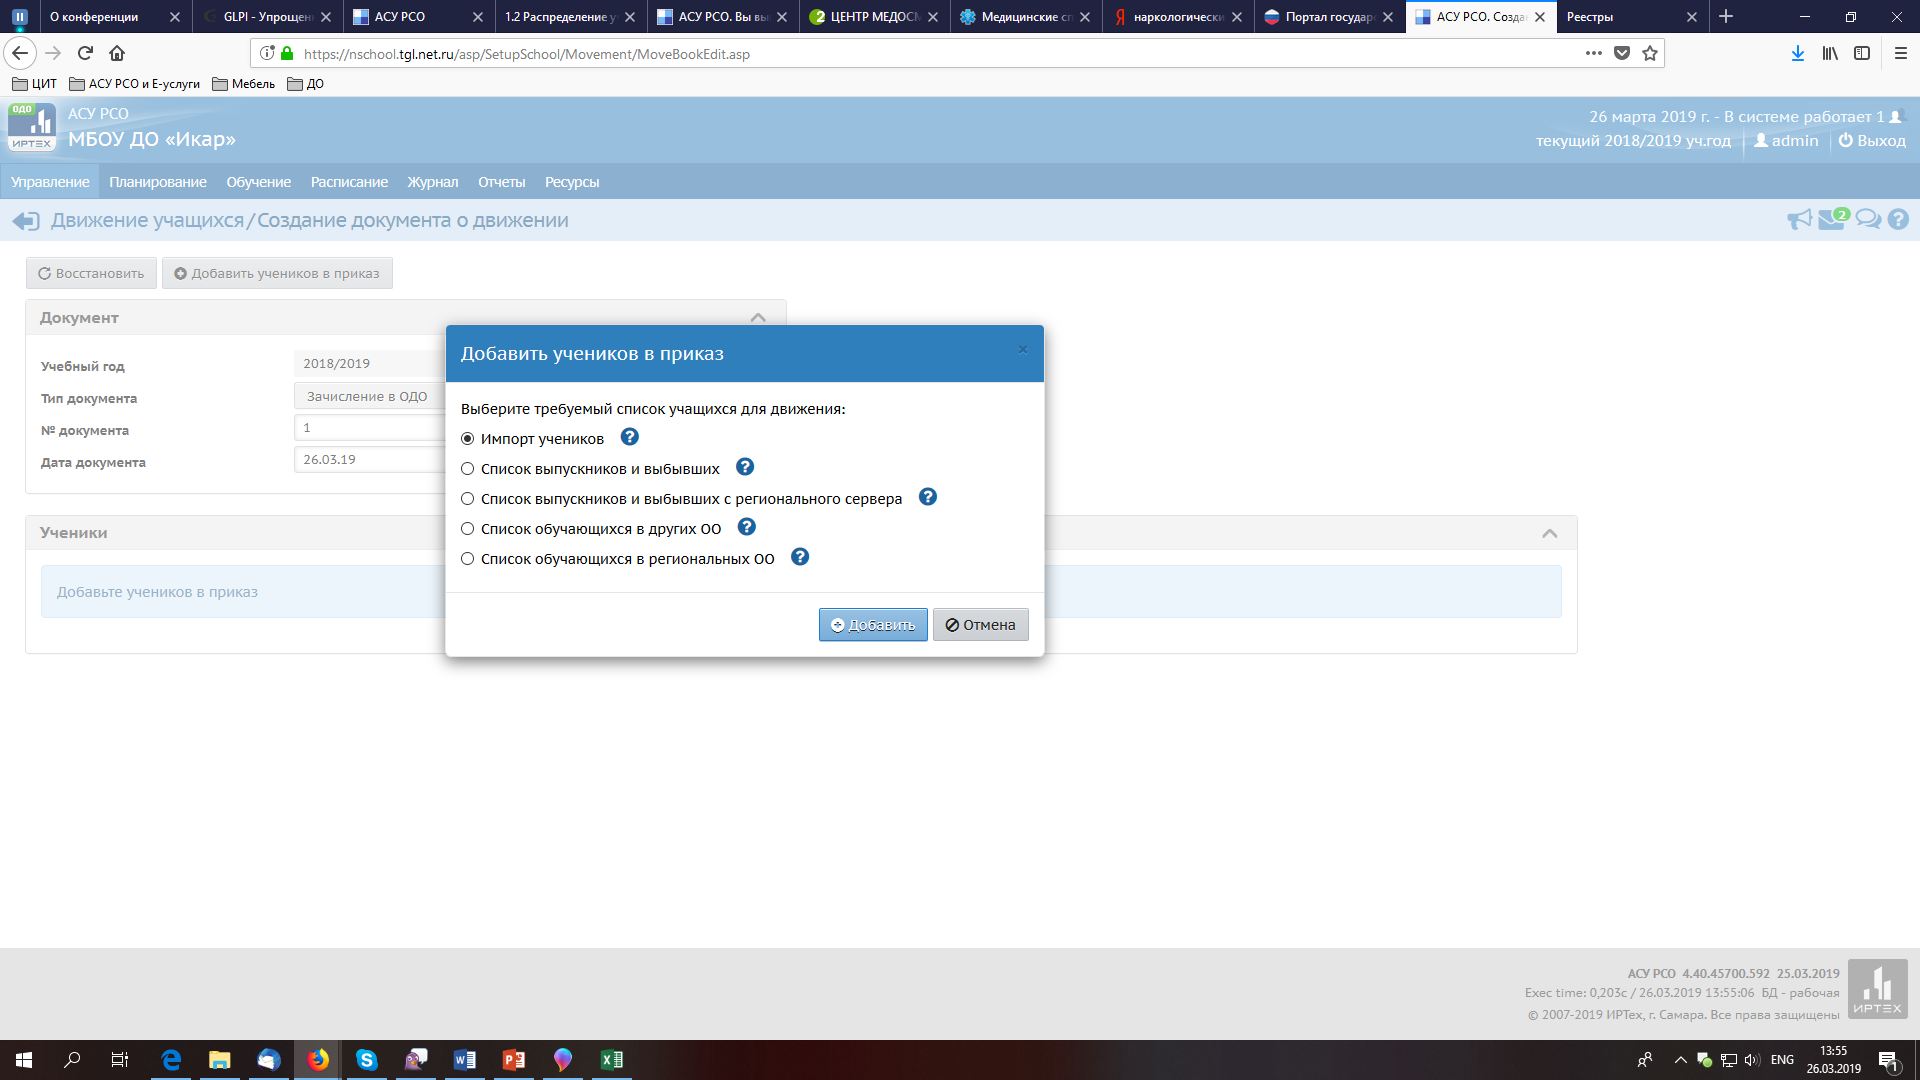 О конференции
GLPI - Упрощен
АСУ РСО
1.2 Распределение у
АСУ РСО. Вы вы
ЦЕНТР МЕДОСМ
Медицинские сп
наркологически
Портал государ
АСУ РСО. Созда
Реестры
https://nschool.tgl.net.ru/asp/SetupSchool/Movement/MoveBookEdit.asp
ЦИТ
АСУ РСО и Е-услуги
Мебель
ДО
ОДО
ИРТЕХ
АСУ РСО
МБОУ ДО «Икар»
26 марта 2019 г. - В системе работает 1
текущий 2018/2019 уч.год
admin
Выход
Управление Планирование Обучение Расписание Журнал Отчеты Ресурсы
Движение учащихся/Создание документа о движении
2
Восстановить
Добавить учеников в приказ
Документ
Учебный год 2018/2019
Тип документа Зачисление в ОДО
№ документа 1
Дата документа 26.03.19
Ученики
Добавьте учеников в приказ
Добавить учеников в приказ
Выберите требуемый список учащихся для движения:
Импорт учеников
Список выпускников и выбывших
Список выпускников и выбывших с регионального сервера
Список обучающихся в других ОО
Список обучающихся в региональных ОО
Добавить
Отмена
АСУ РСО 4.40.45700.592 25.03.2019
Exec time: 0,203с / 26.03.2019 13:55:06 БД - рабочая
© 2007-2019 ИРТех, г. Самара. Все права защищены
ИРТЕХ
ENG
13:55
26.03.2019
1